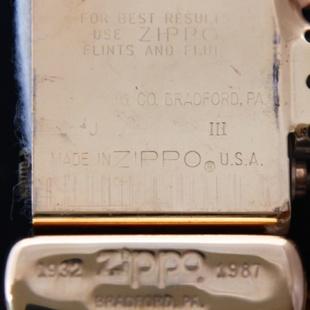 FOR BEST RESULTS
USE ZIPPO
FLINTS AND FLUID
CO. BRADFORD, PA.
J III
MADE IN ZIPPO® U.S.A.
1932 Zippo 1987
BRADFORD, PA.